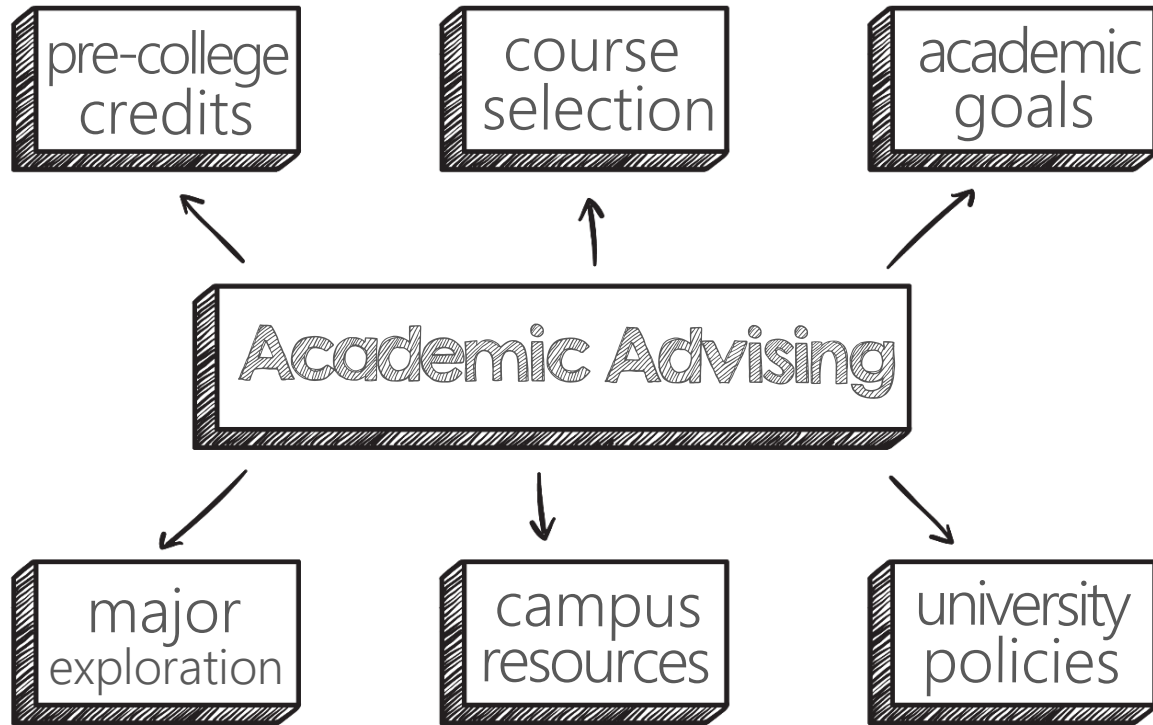 pre-college
credits
course
selection
academic
goals
Academic Advising
major
exploration
campus
resources
university
policies